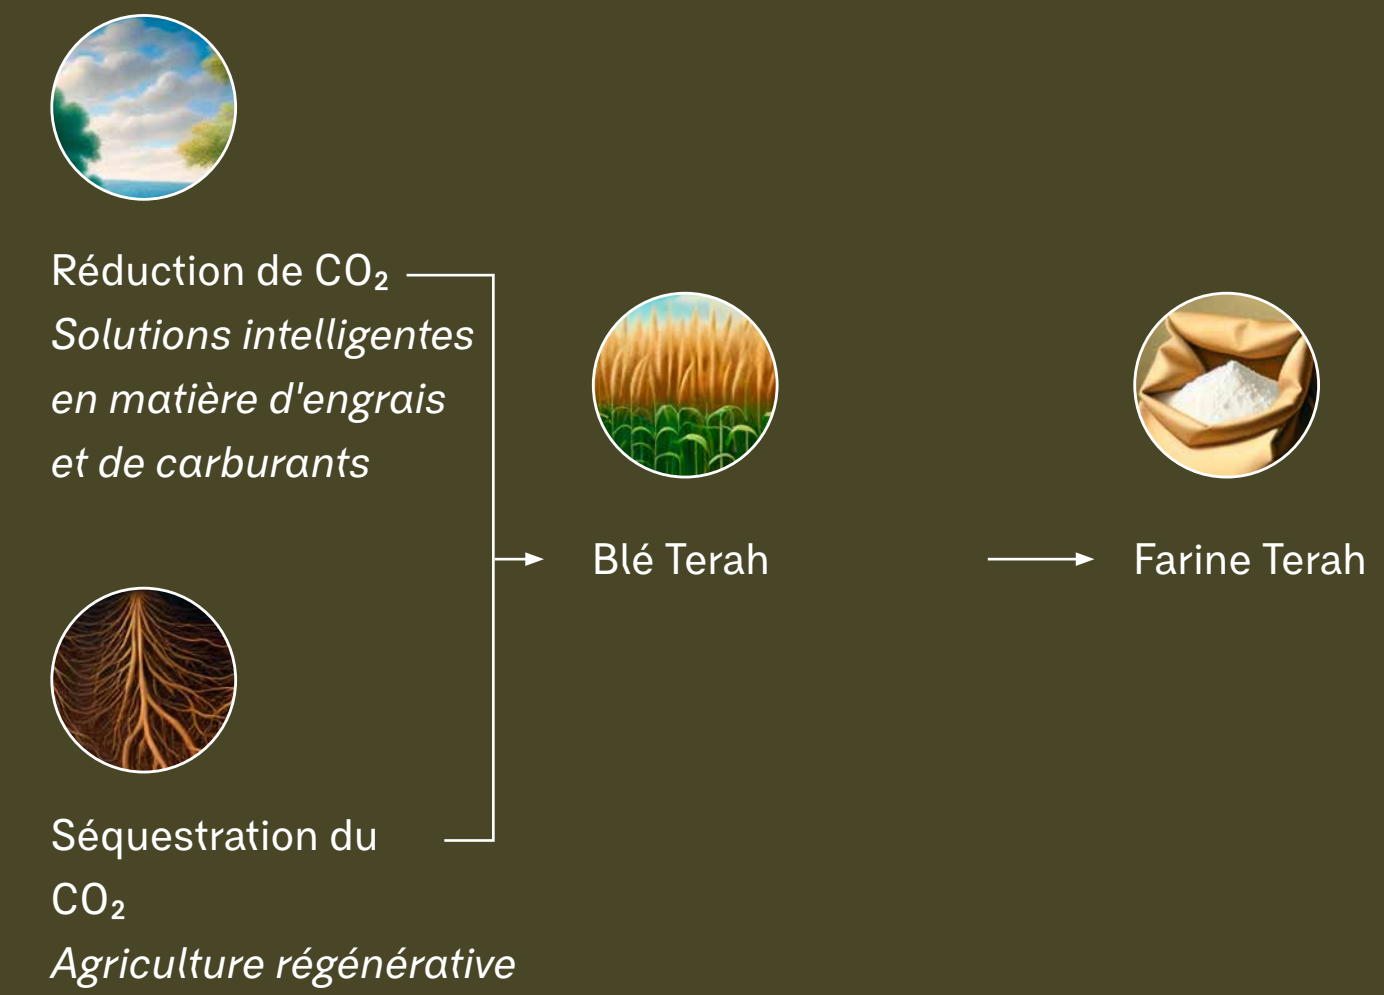 Réduction de CO₂
Solutions intelligentes
en matière d'engrais
et de carburants
Séquestration du
CO₂
Agriculture régénérative
Blé Terah
Farine Terah